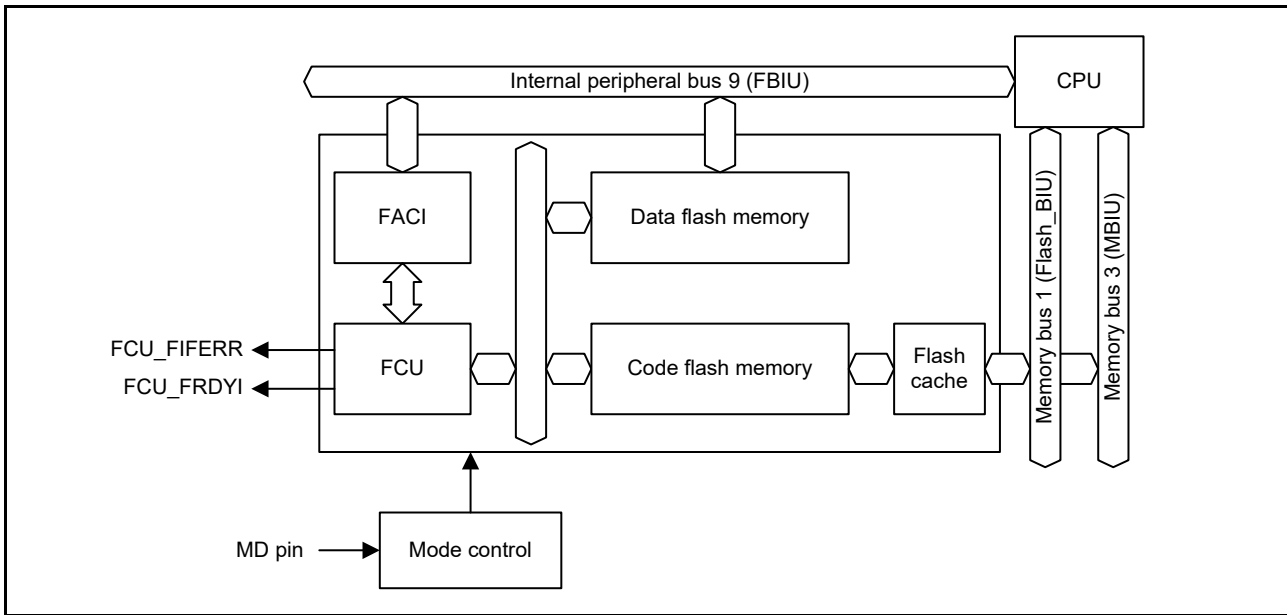 Internal peripheral bus 9 (FBIU)
CPU
FACI
Data flash memory
Memory bus 1 (Flash_BIU)
Memory bus 3 (MBIU)
FCU_FIFERR
FCU_FRDYI
FCU
Code flash memory
Flash
cache
MD pin
Mode control